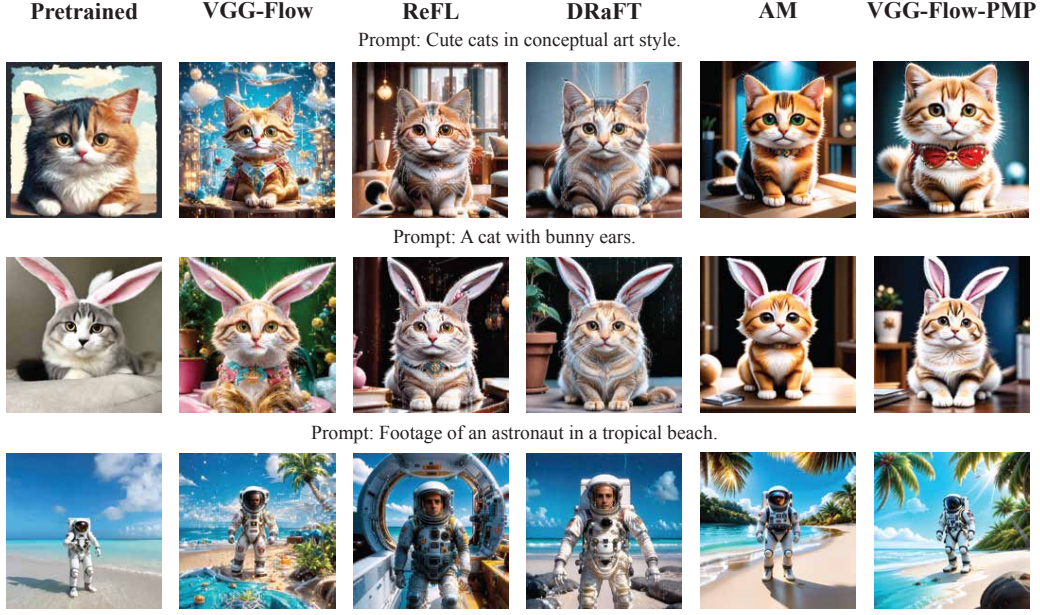 Pretrained VGG-Flow ReFL DRaFT AM VGG-Flow-PMP
Prompt: Cute cats in conceptual art style.
Prompt: A cat with bunny ears.
Prompt: Footage of an astronaut in a tropical beach.